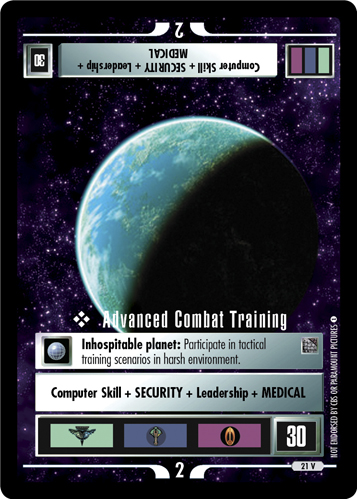 2
Computer Skill + SECURITY + Leadership +
MEDICAL
30
❖ Advanced Combat Training
Inhospitable planet: Participate in tactical
training scenarios in harsh environment.
Computer Skill + SECURITY + Leadership + MEDICAL
30
2
21 V
NOT ENDORSED BY CBS OR PARAMOUNT PICTURES